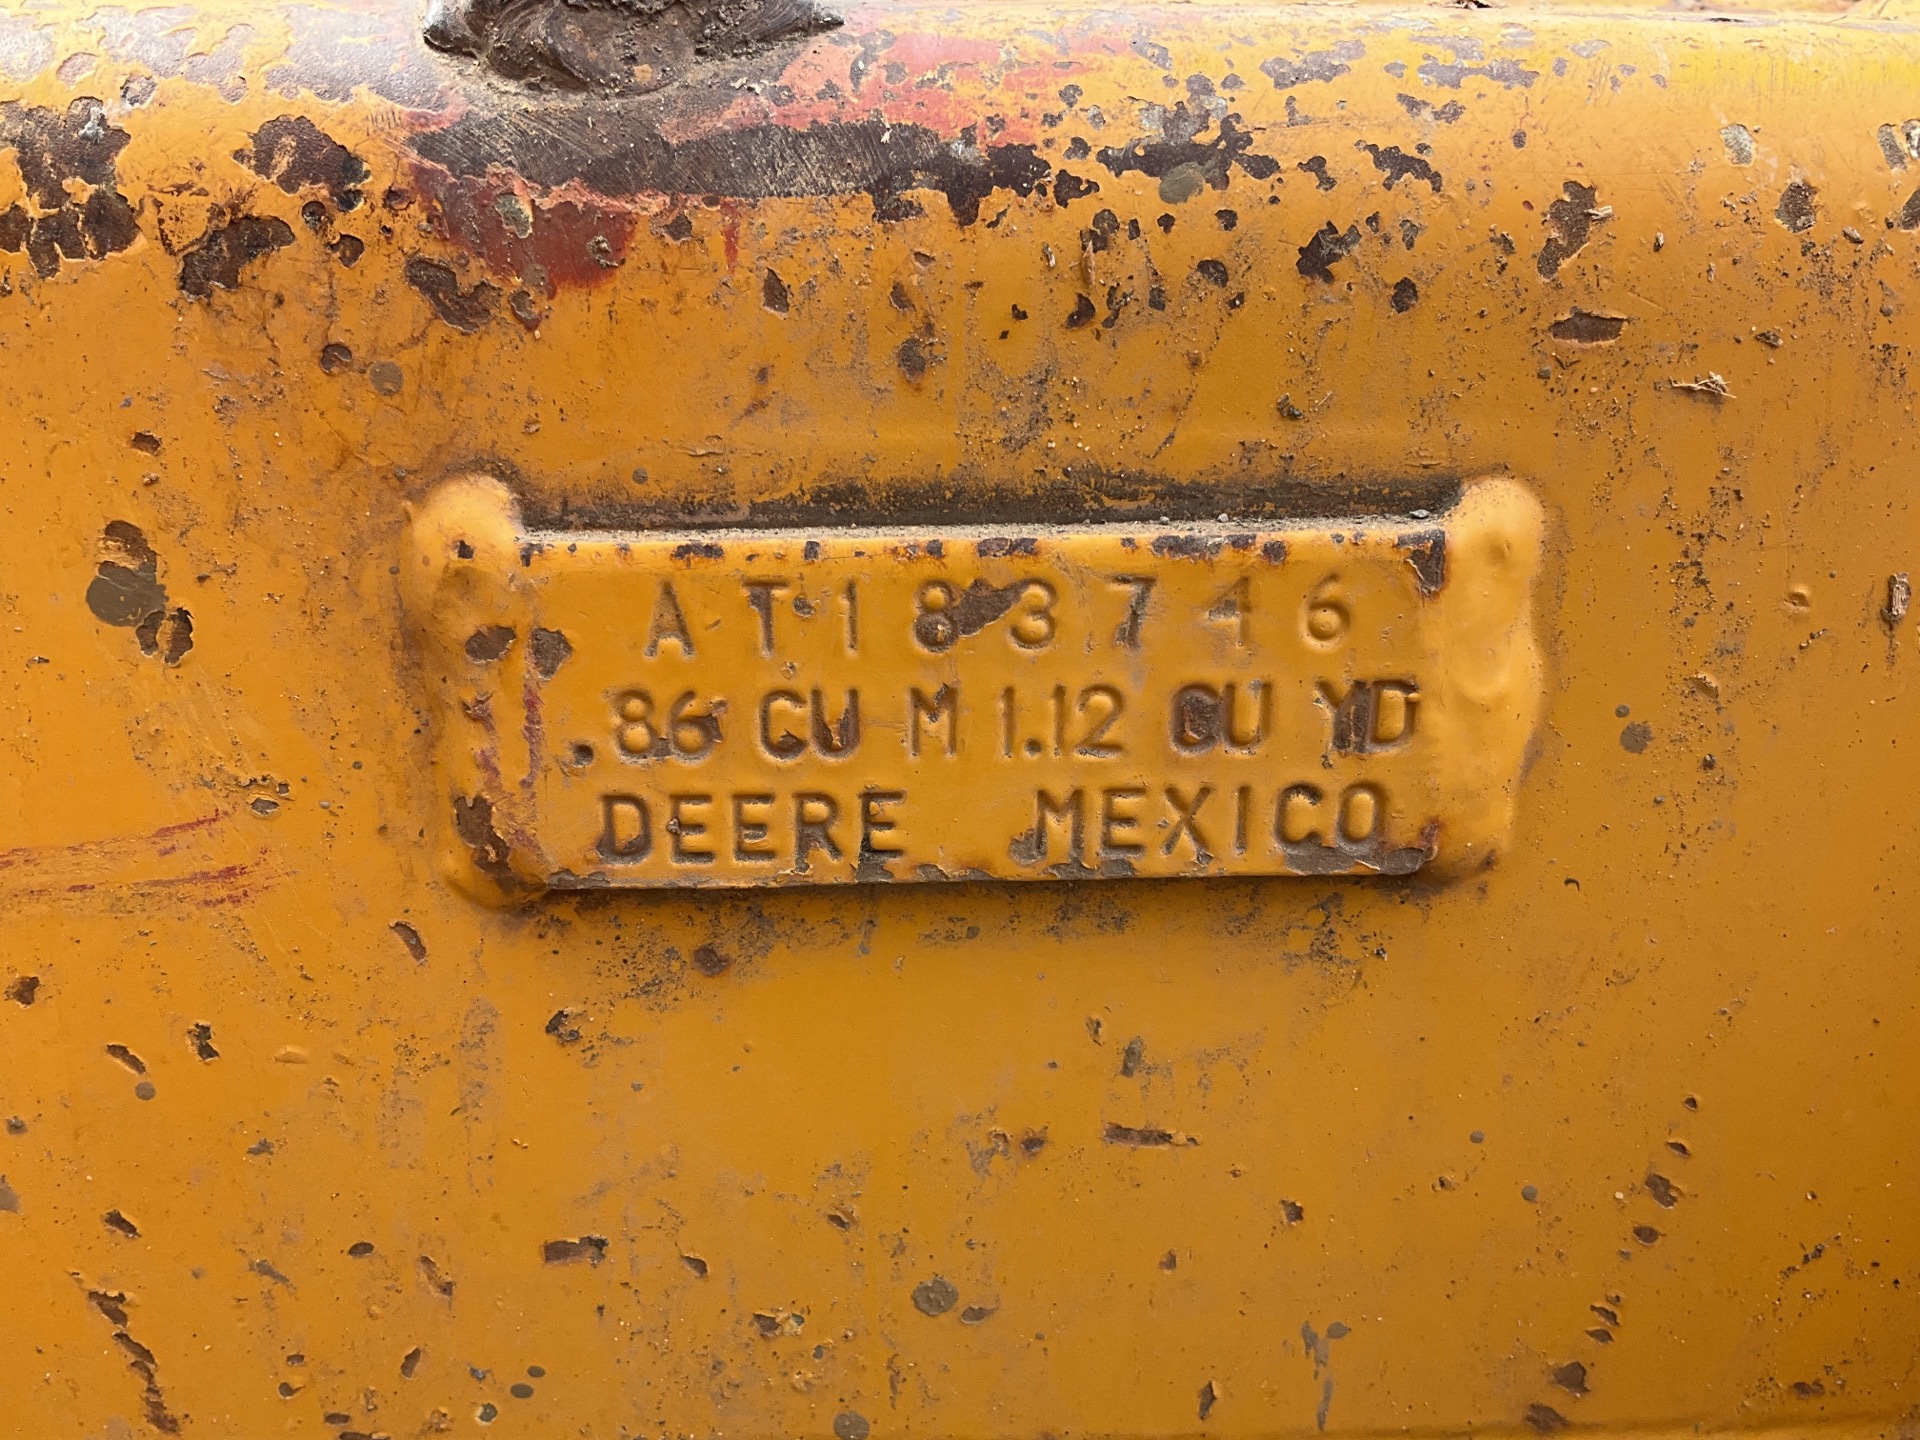 AT183746
.86 CU M 1.12 CU YD
DEERE MEXICO